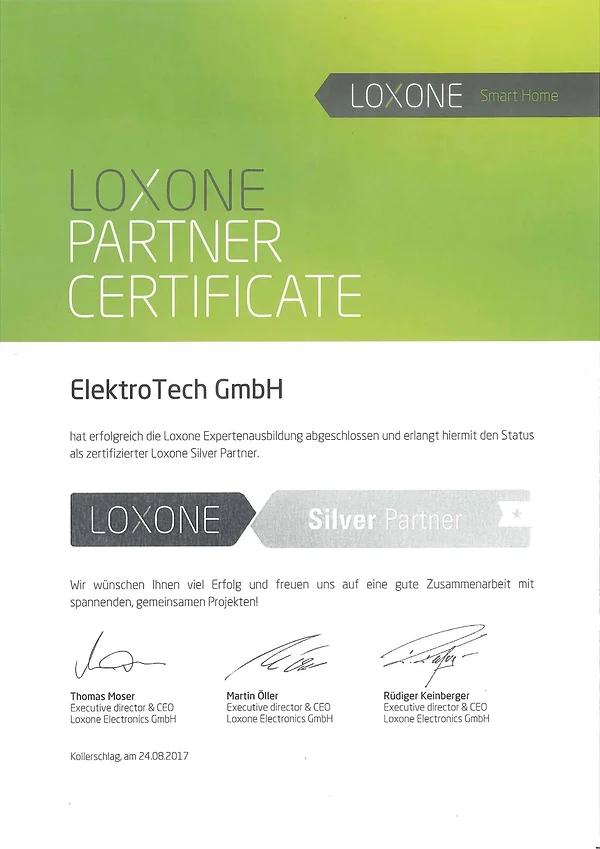 LOXONE Smart Home
LOXONE
PARTNER
CERTIFICATE
ElektroTech GmbH
hat erfolgreich die Loxone Expertenausbildung abgeschlossen und erlangt hiermit den Status
als zertifizierter Loxone Silver Partner.
LOXONE Silver Partner
Wir wünschen Ihnen viel Erfolg und freuen uns auf eine gute Zusammenarbeit mit
spannenden, gemeinsamen Projekten!
Thomas Moser Martin Öller Rüdiger Keinberger
Executive director & CEO Executive director & CEO Executive director & CEO
Loxone Electronics GmbH Loxone Electronics GmbH Loxone Electronics GmbH
Kollerschlag, am 24.08.2017